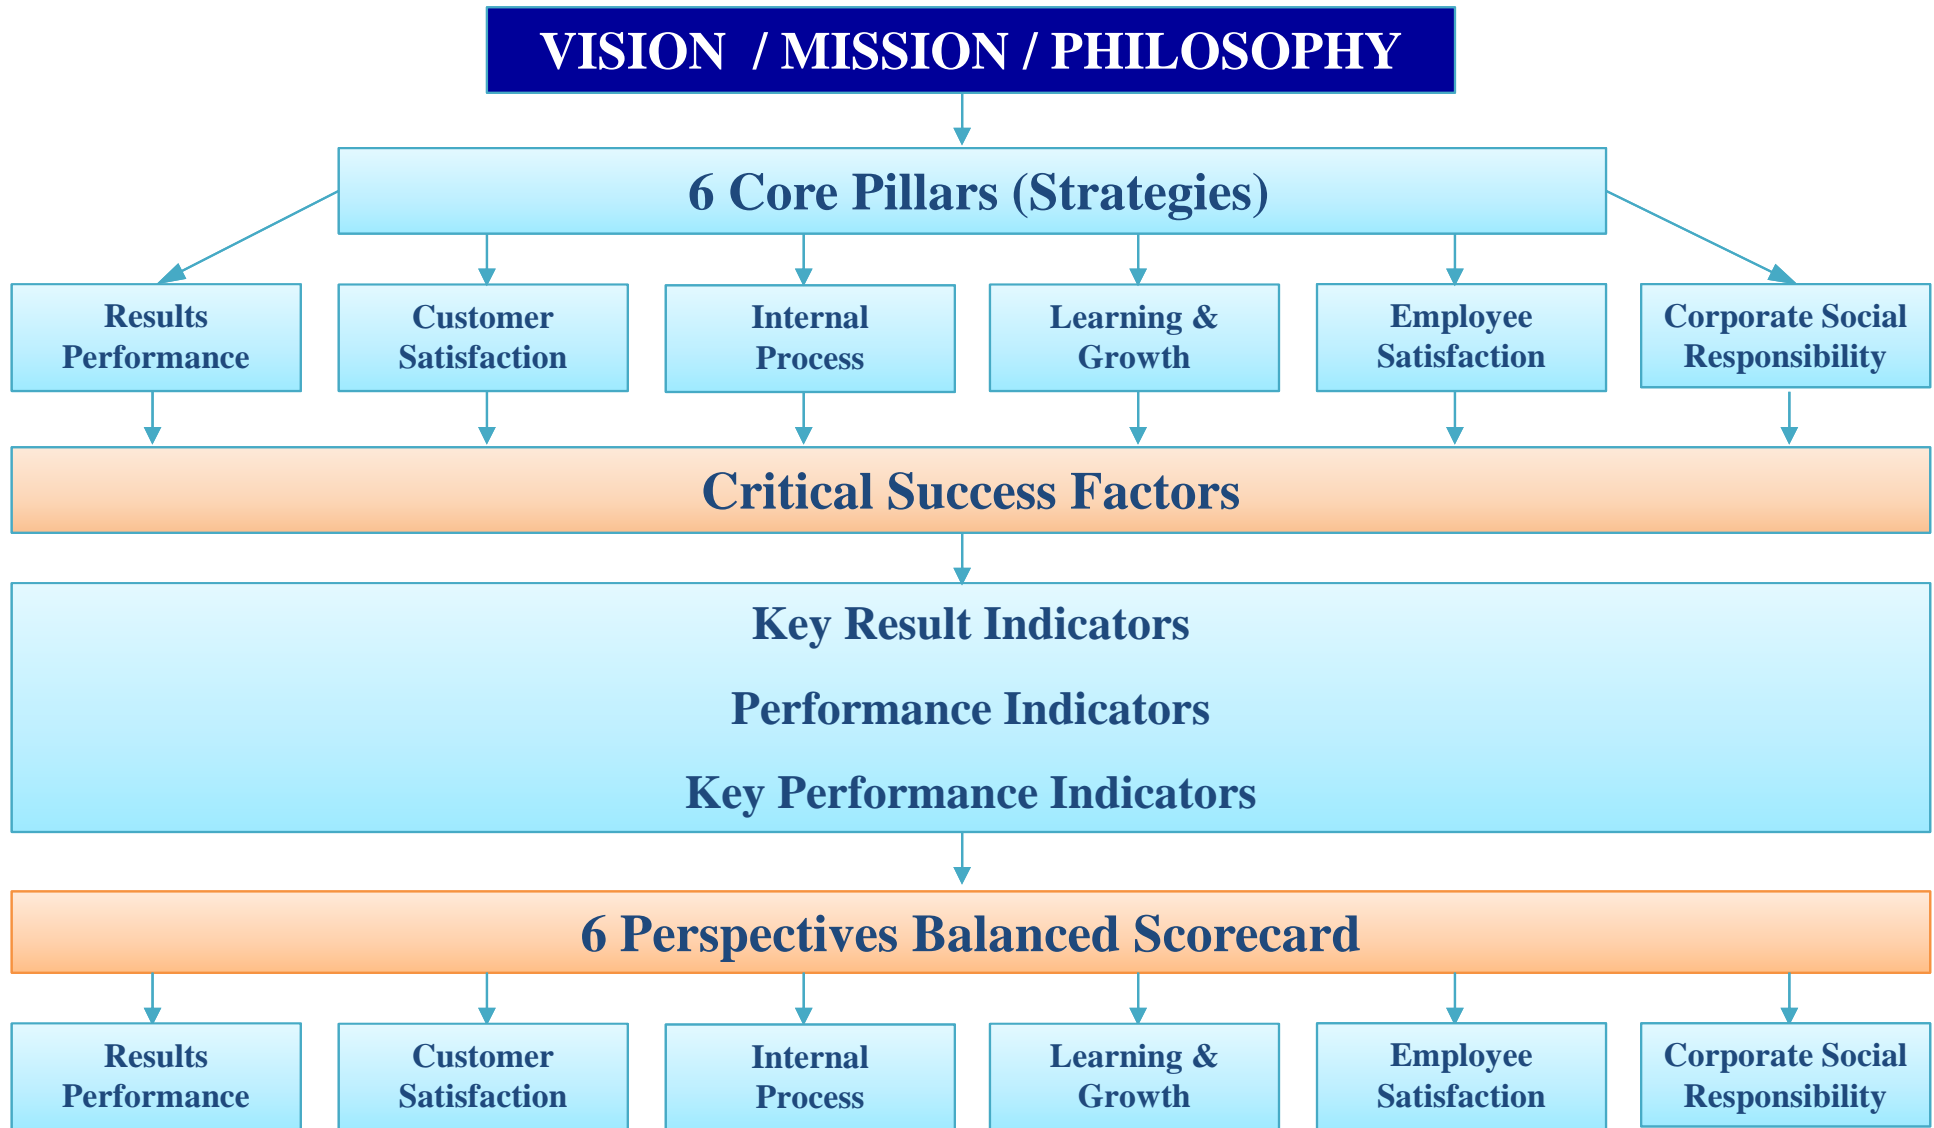 VISION / MISSION / PHILOSOPHY
6 Core Pillars (Strategies)
Results
Performance
Customer
Satisfaction
Internal
Process
Learning &
Growth
Employee
Satisfaction
Corporate Social
Responsibility
Critical Success Factors
Key Result Indicators
Performance Indicators
Key Performance Indicators
6 Perspectives Balanced Scorecard
Results
Performance
Customer
Satisfaction
Internal
Process
Learning &
Growth
Employee
Satisfaction
Corporate Social
Responsibility